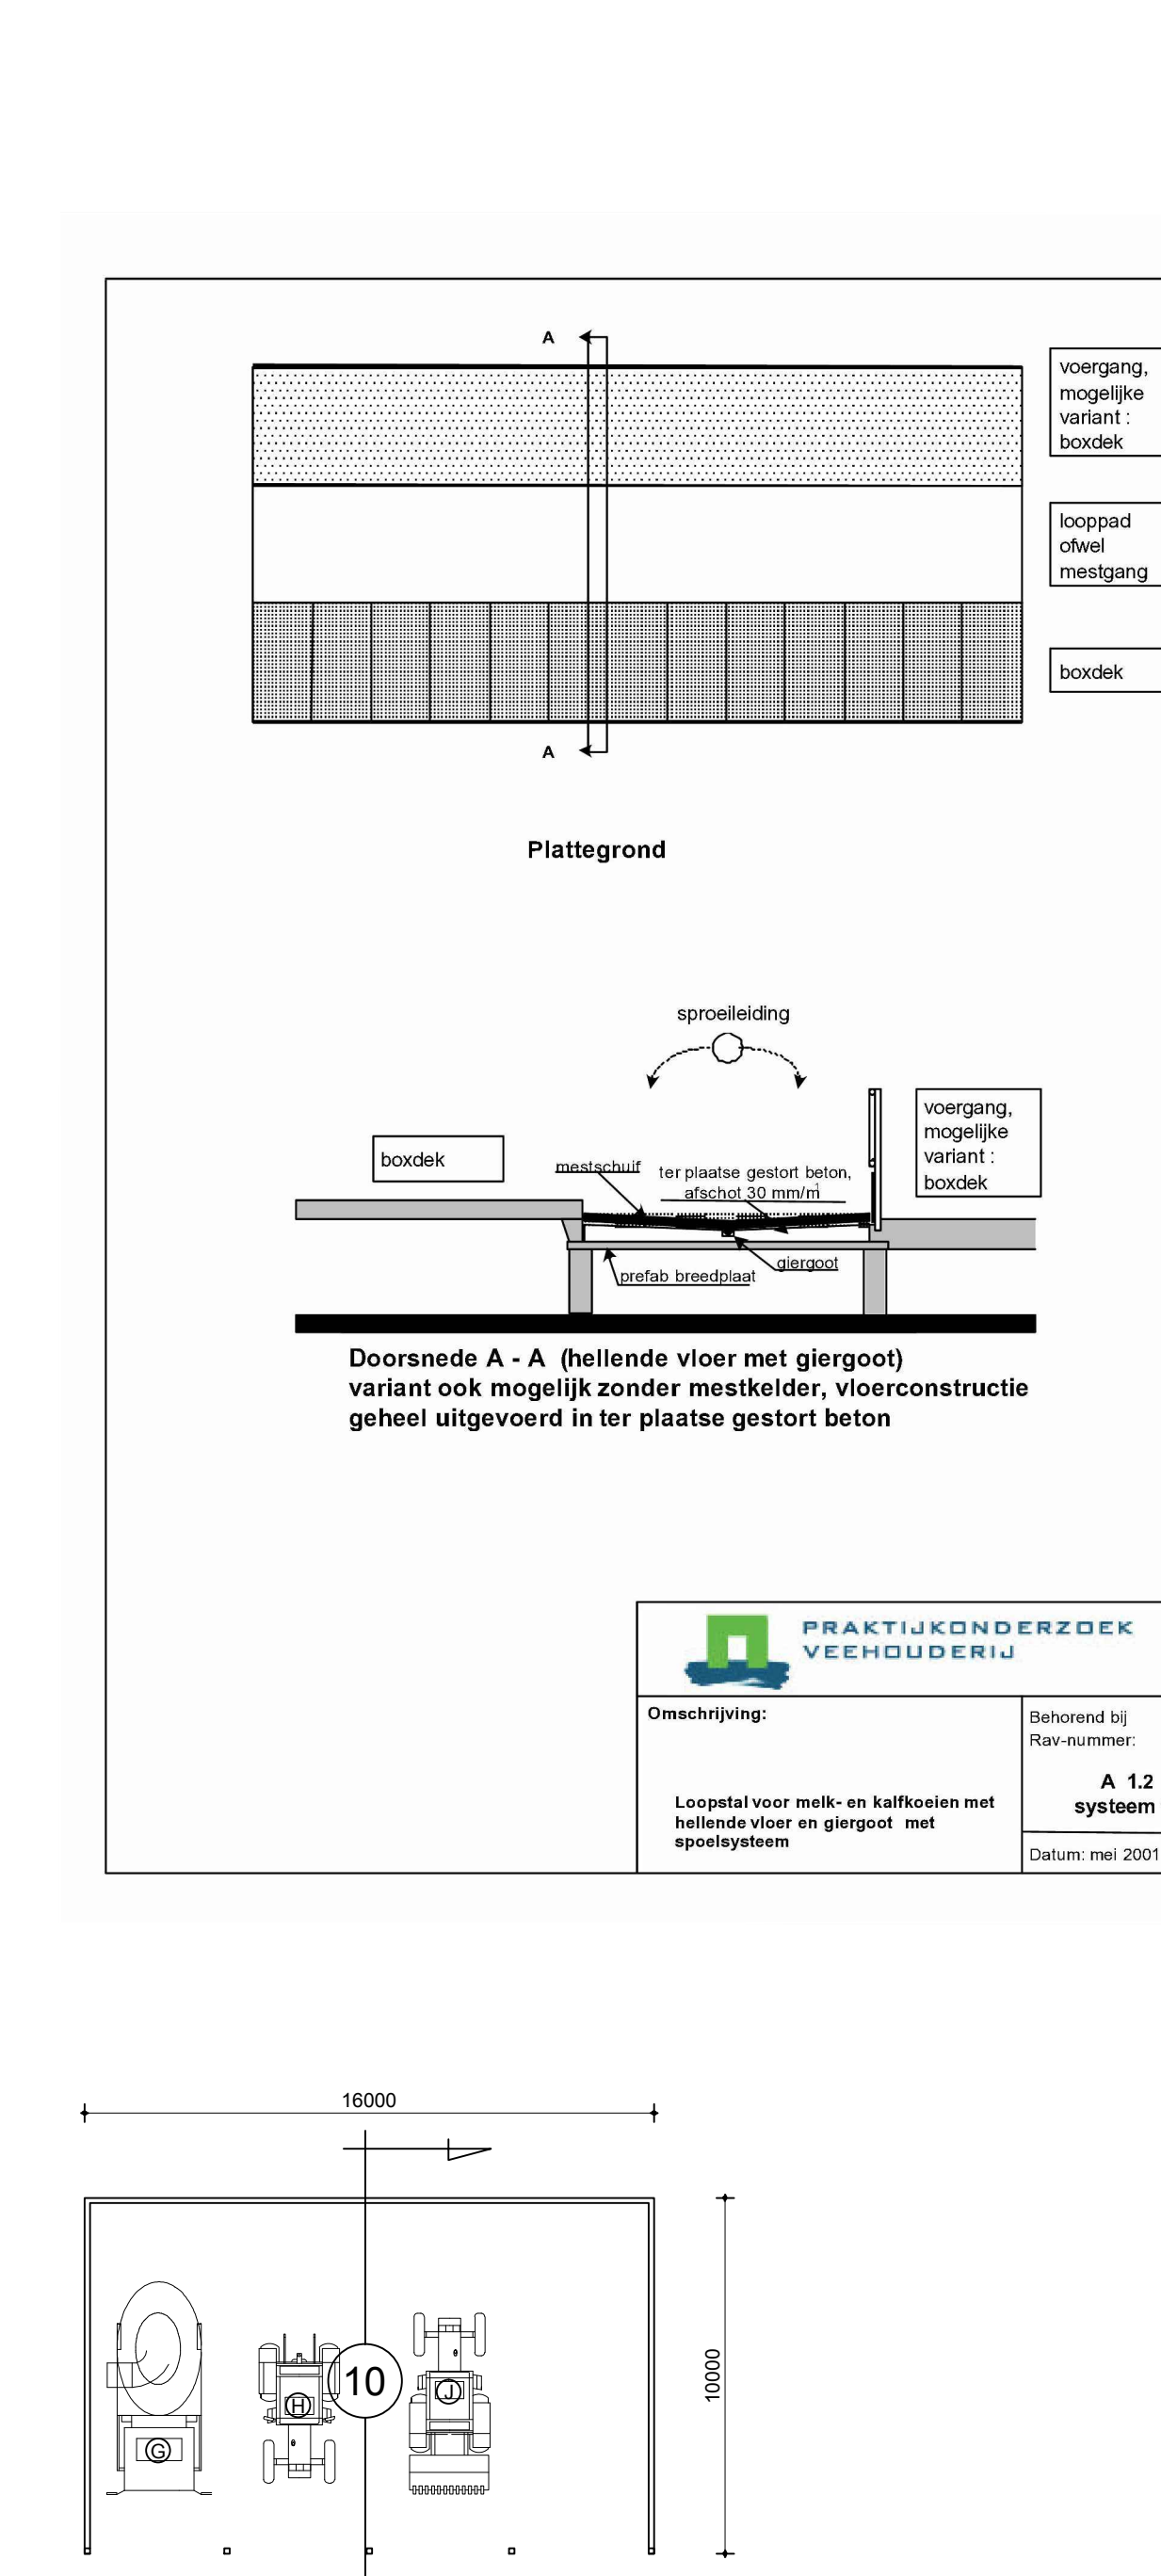 A
voergang,
mogelijke
variant :
boxdek
looppad
ofwel
mestgang
boxdek
A
Plattegrond
sproeileiding
voergang,
mogelijke
variant :
boxdek
boxdek
mestschuif
ter plaatse gestort beton,
afschot 30 mm/m1
giergoot
prefab breedplaat
Doorsnede A - A (hellende vloer met giergoot)
variant ook mogelijk zonder mestkelder, vloerconstructie
geheel uitgevoerd in ter plaatse gestort beton
PRAKTIJKONDERZOEK
VEEHOUDERIJ
Omschrijving:
Loopstal voor melk- en kalfkoeien met
hellende vloer en giergoot met
spoelsysteem
Behorend bij
Rav-nummer:
A 1.2
systeem
Datum: mei 2001
16000
10000
10
G
H
J